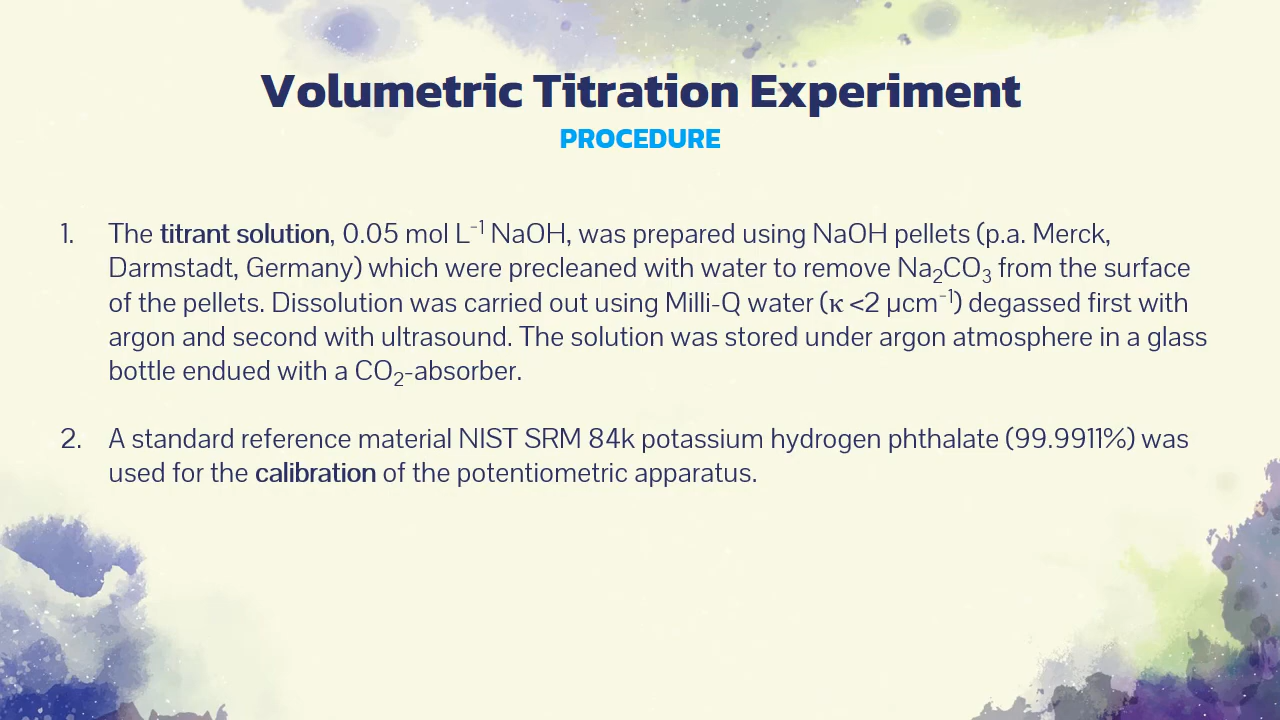 Volumetric Titration Experiment
PROCEDURE
1. The titrant solution, 0.05 mol L⁻¹ NaOH, was prepared using NaOH pellets (p.a. Merck,
Darmstadt, Germany) which were precleaned with water to remove Na₂CO₃ from the surface
of the pellets. Dissolution was carried out using Milli-Q water (κ <2 μcm⁻¹) degassed first with
argon and second with ultrasound. The solution was stored under argon atmosphere in a glass
bottle endued with a CO₂-absorber.
2. A standard reference material NIST SRM 84k potassium hydrogen phthalate (99.9911%) was
used for the calibration of the potentiometric apparatus.